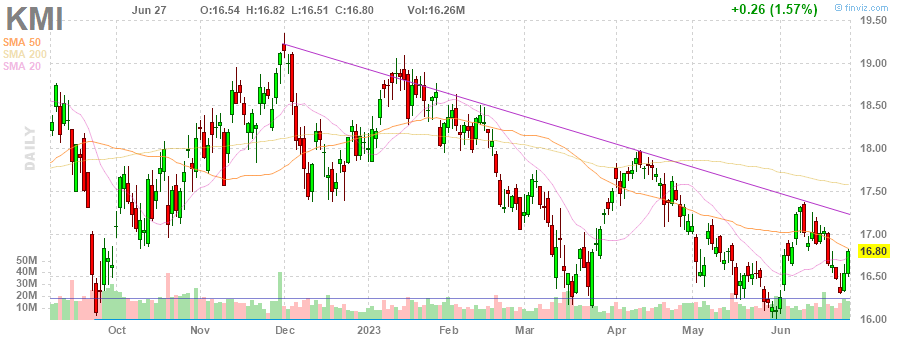 KMI
Jun 27 O:16.54 H:16.82 L:16.51 C:16.80 Vol:16.26M +0.26 (1.57%)
© finviz.com
SMA 50
SMA 200
SMA 20
DAILY
19.50
19.00
18.50
18.00
17.50
17.00
16.80
16.50
16.00
50M
40M
30M
20M
10M
Oct Nov Dec 2023 Feb Mar Apr May Jun